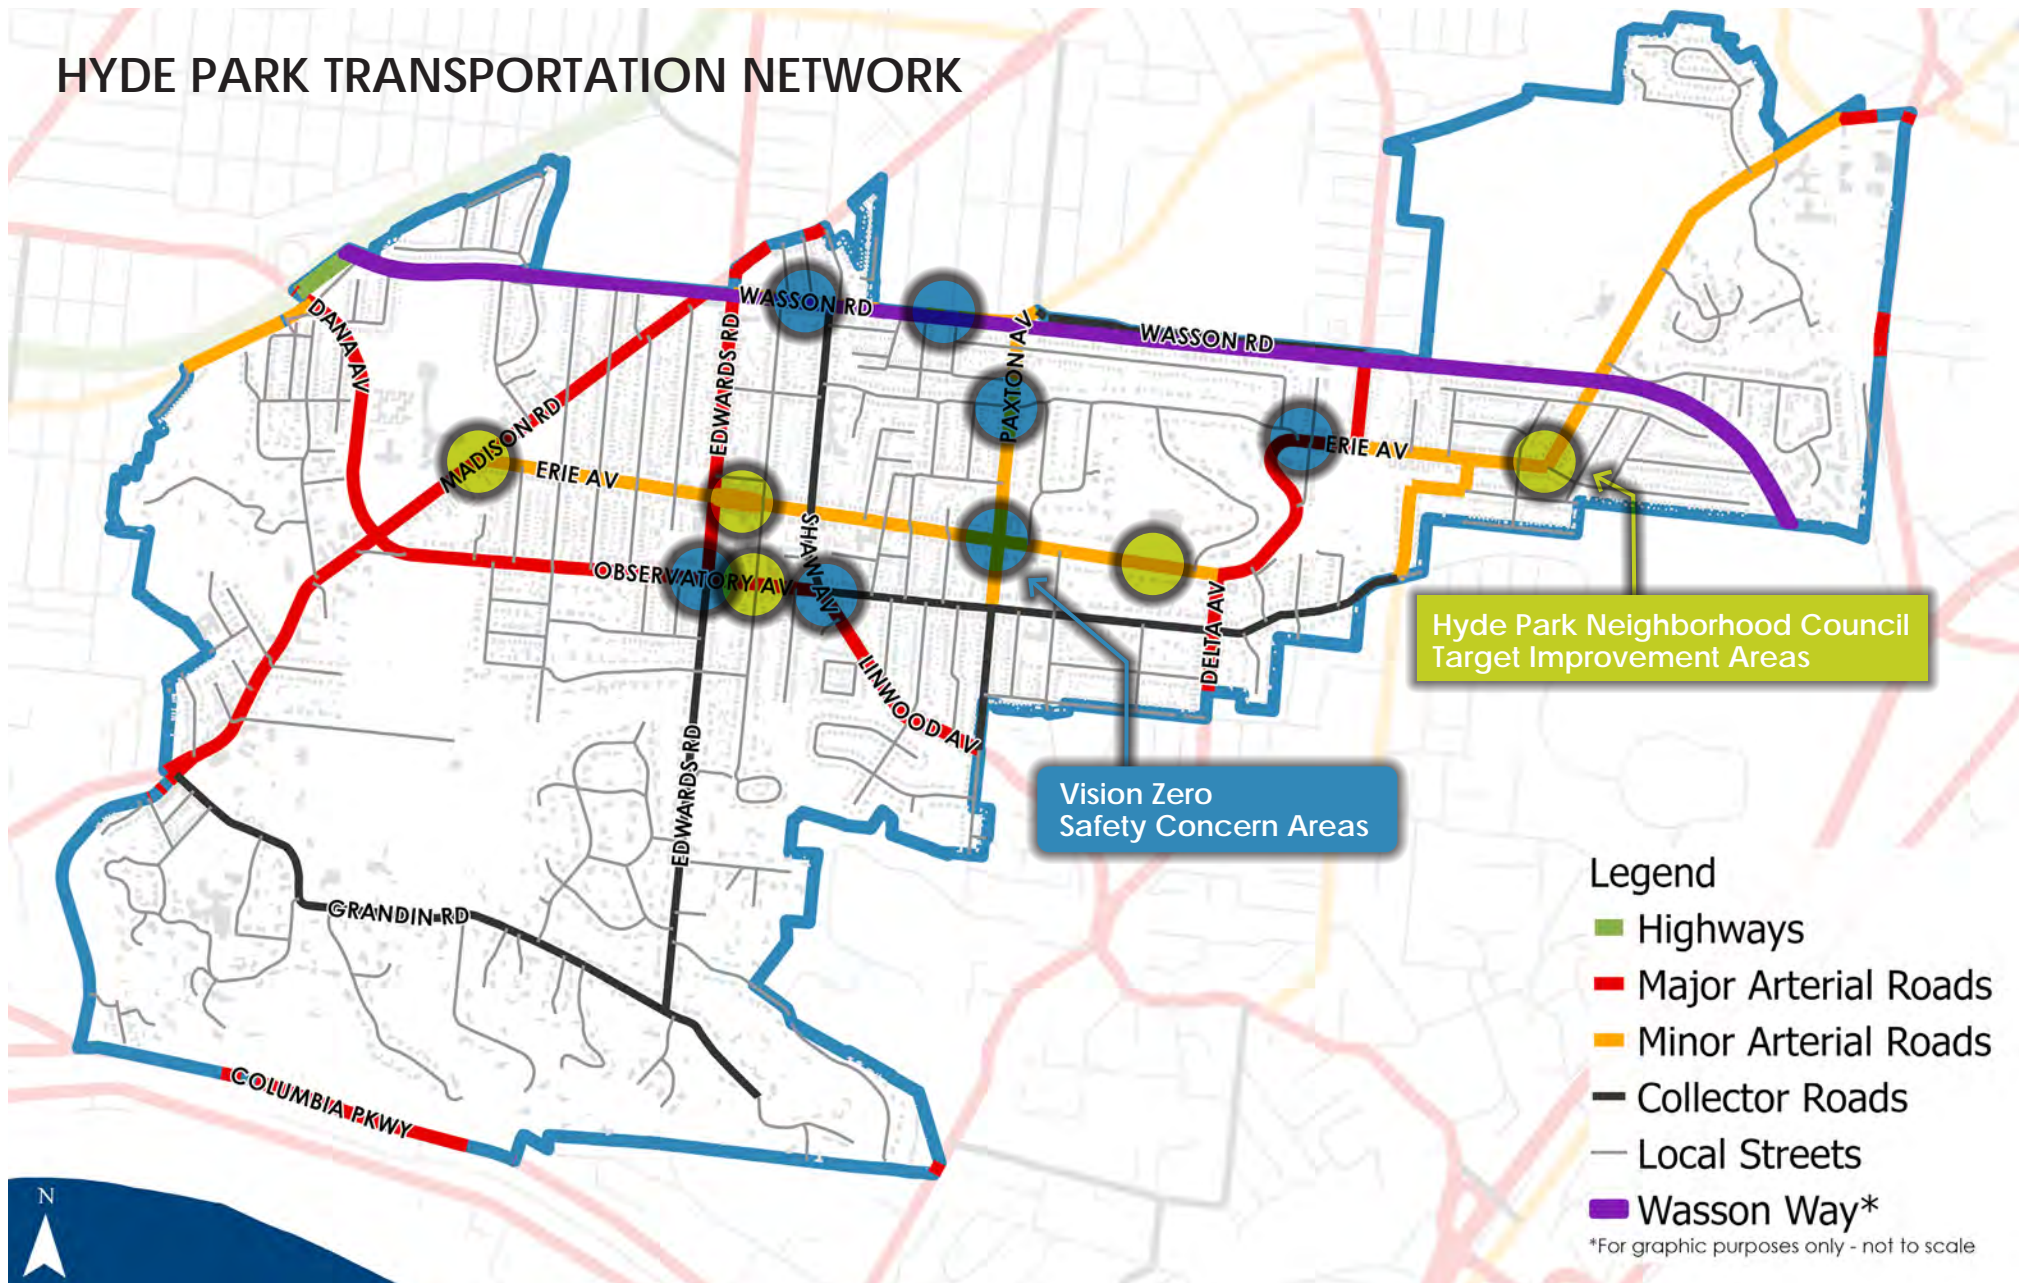 HYDE PARK TRANSPORTATION NETWORK
WASSON RD
DANA AV
PAXTON AV
WASSON RD
EDWARDS RD
MADISON RD
ERIE AV
ERIE AV
SHAW AV
OBSERVATORY AV
DELTA AV
LINWOOD AV
Hyde Park Neighborhood Council
Target Improvement Areas
EDWARDS RD
Vision Zero
Safety Concern Areas
GRANDIN RD
COLUMBIA PKWY
Legend
Highways
Major Arterial Roads
Minor Arterial Roads
Collector Roads
Local Streets
Wasson Way*
*For graphic purposes only - not to scale
N